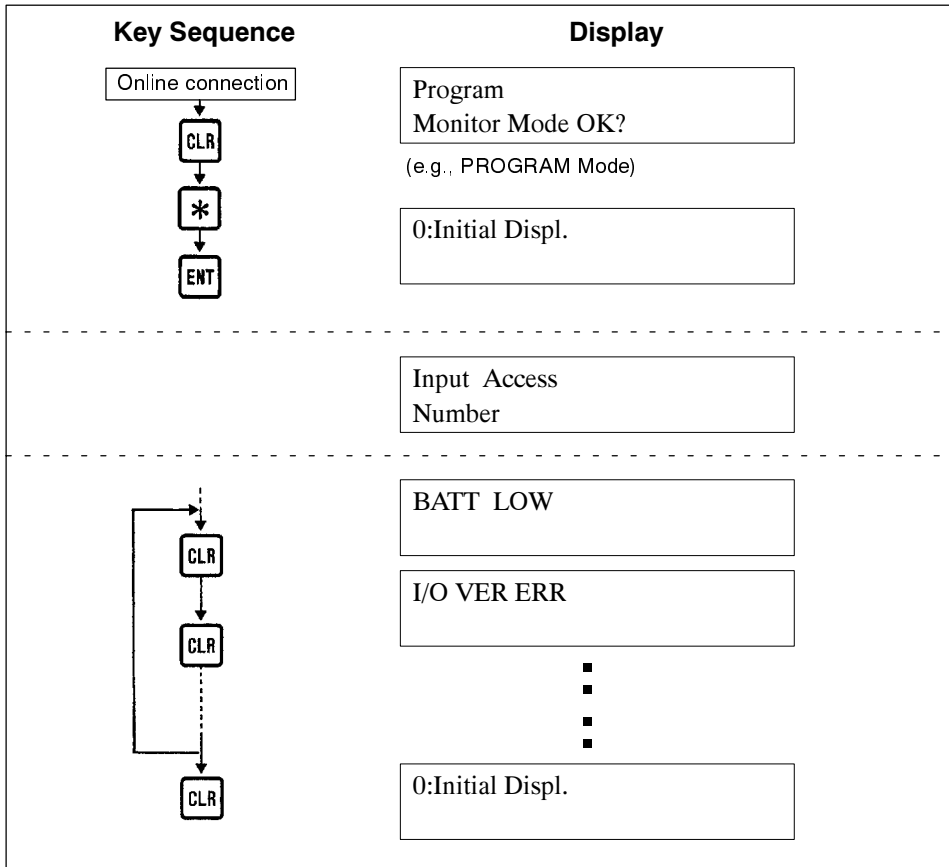 Key Sequence
Display
Online connection
CLR
*
ENT
Program
Monitor Mode OK?
(e.g., PROGRAM Mode)
0:Initial Displ.
Input Access
Number
CLR
CLR
CLR
BATT LOW
I/O VER ERR
0:Initial Displ.